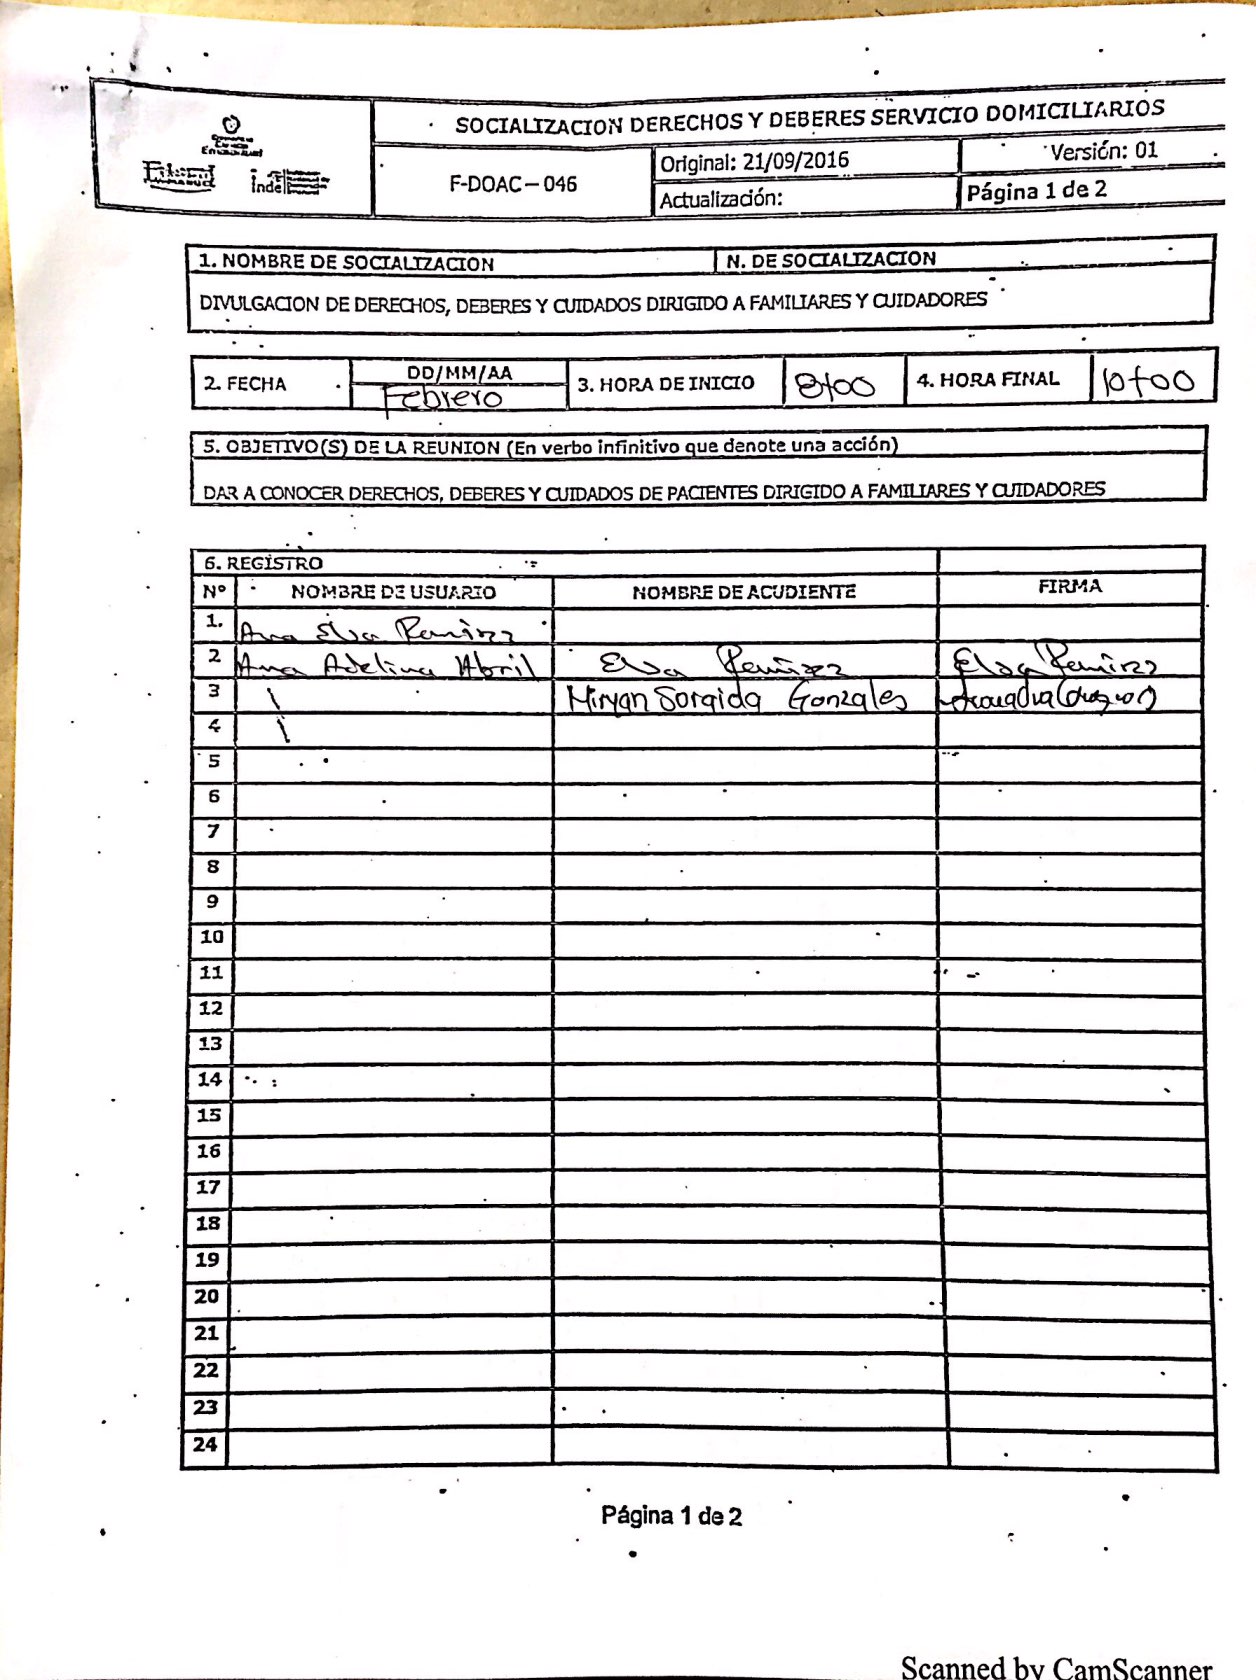 SOCIALIZACION DERECHOS Y DEBERES SERVICIO DOMICILIARIOS
F-DOAC - 046
Original: 21/09/2016
Versión: 01
Actualización:
Página 1 de 2
1. NOMBRE DE SOCIALIZACION
N. DE SOCIALIZACION
DIVULGACION DE DERECHOS, DEBERES Y CUIDADOS DIRIGIDO A FAMILIARES Y CUIDADORES
2. FECHA
DD/MM/AA
Febrero
3. HORA DE INICIO
8+00
4. HORA FINAL
10+00
5. OBJETIVO(S) DE LA REUNION (En verbo infinitivo que denote una acción)
DAR A CONOCER DERECHOS, DEBERES Y CUIDADOS DE PACIENTES DIRIGIDO A FAMILIARES Y CUIDADORES
6. REGISTRO
Nº NOMBRE DE USUARIO NOMBRE DE ACUDIENTE FIRMA
1. Ana Elva Ramirez
2 Ana Adelina Abril Elva Ramirez Elva Ramirez
3 Miryan Sorgida Gonzales
4
5
6
7
8
9
10
11
12
13
14
15
16
17
18
19
20
21
22
23
24
Página 1 de 2
Scanned by CamScanner